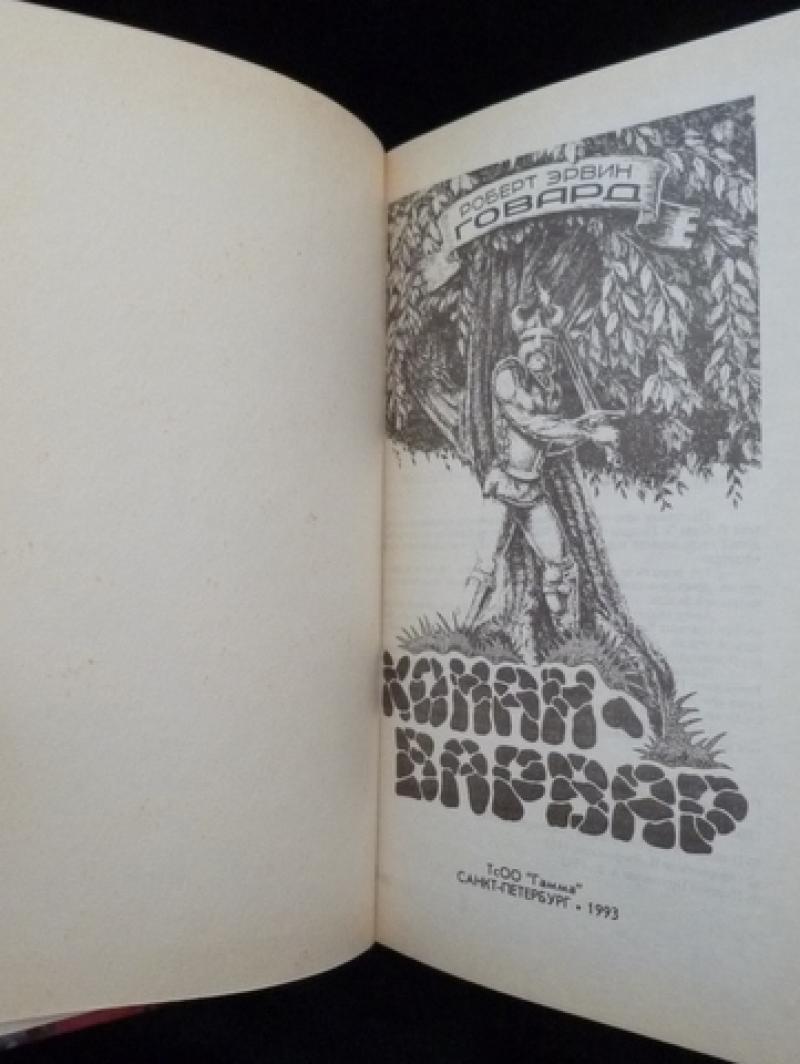 РОБЕРТ ЭРВИН
ГОВАРД
КОНАН-
ВАРВАР
ТсОО "Гамма"
САНКТ-ПЕТЕРБУРГ • 1993